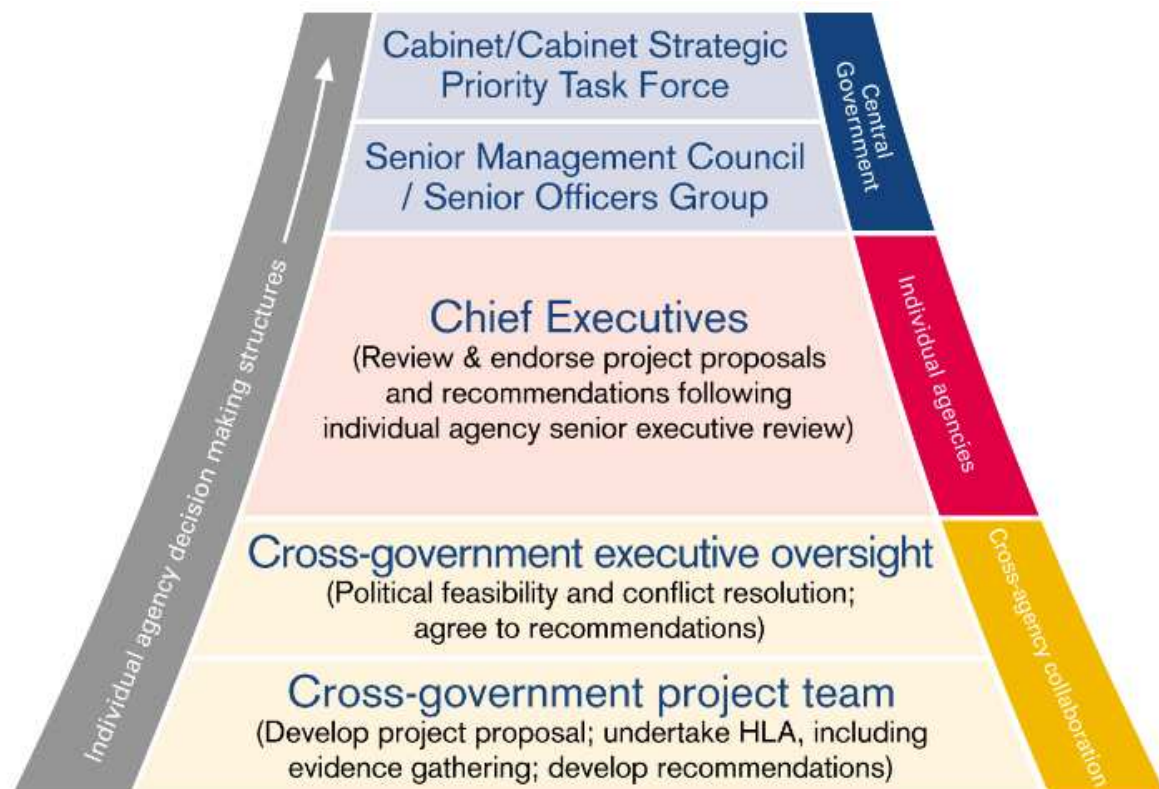 Cabinet/Cabinet Strategic
Priority Task Force
Senior Management Council
/ Senior Officers Group
Chief Executives
(Review & endorse project proposals
and recommendations following
individual agency senior executive review)
Cross-government executive oversight
(Political feasibility and conflict resolution;
agree to recommendations)
Cross-government project team
(Develop project proposal; undertake HLA, including
evidence gathering; develop recommendations)
Individual agency decision making structures
Central
Government
Individual agencies
Cross-agency collaboration